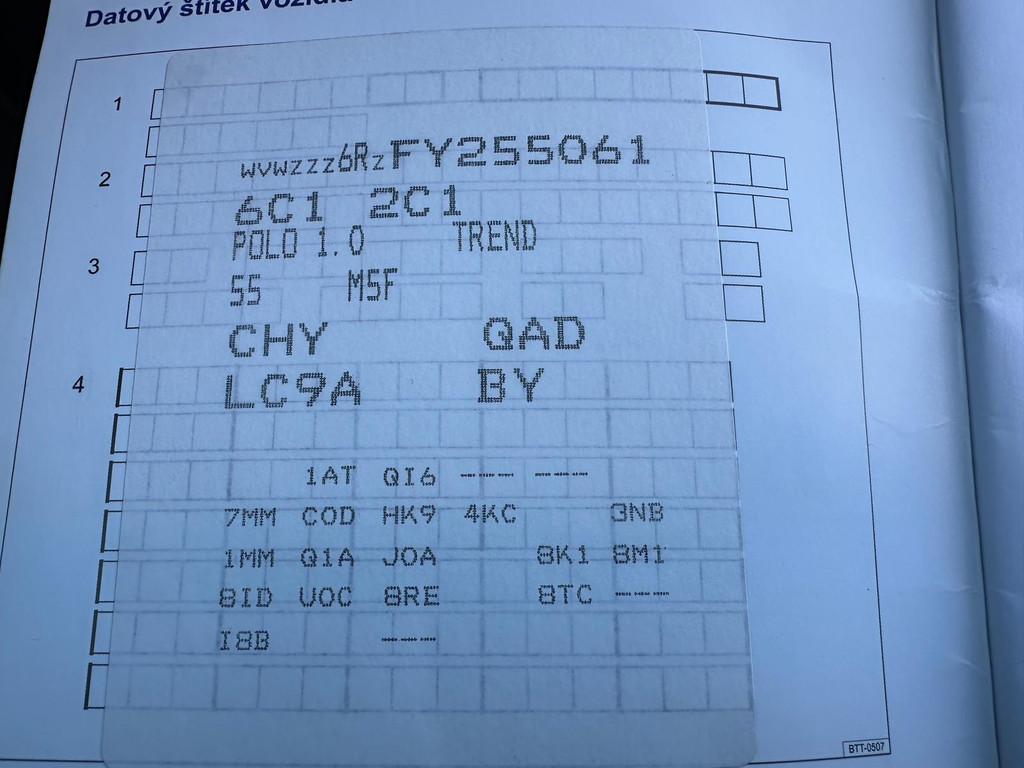 Datový štítek vozidla
1
2 WVWZZZ6RZFY255061
6C1 2C1
3 POLO 1.0 TREND
55 M5F
CHY QAD
4 LC9A BY
1AT QI6 ---- ----
7MM C0D HK9 4KC 3NB
1MM Q1A J0A 8K1 8M1
8ID U0C 8RE 8TC ----
I8B ----
BTT-0507